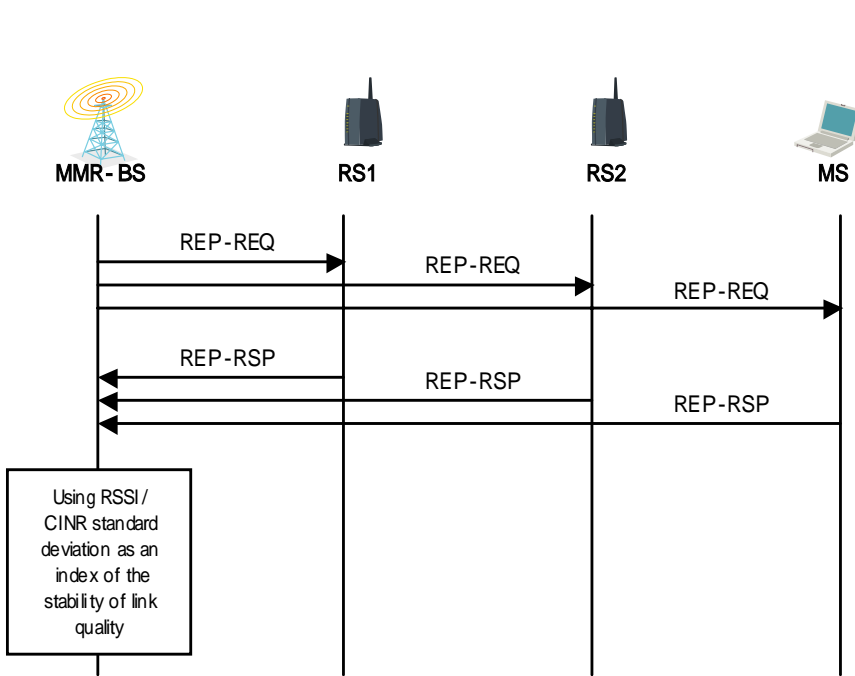 MMR-BS
RS1
RS2
MS
REP-REQ
REP-REQ
REP-REQ
REP-RSP
REP-RSP
REP-RSP
Using RSSI/
CINR standard
deviation as an
index of the
stability of link
quality